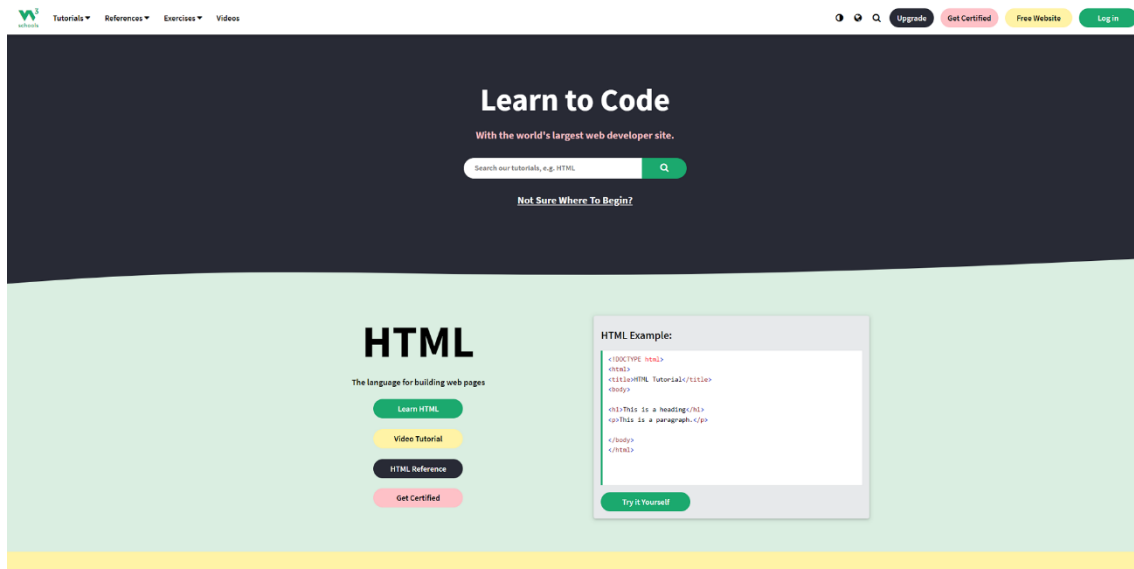 W3
schools
Tutorials
References
Exercises
Videos
Upgrade
Get Certified
Free Website
Log in
Learn to Code
With the world's largest web developer site.
Search our tutorials, e.g. HTML
Not Sure Where To Begin?
HTML
The language for building web pages
Learn HTML
Video Tutorial
HTML Reference
Get Certified
HTML Example:
<!DOCTYPE html>
<html>
<title>HTML Tutorial</title>
<body>
<h1>This is a heading</h1>
<p>This is a paragraph.</p>
</body>
</html>
Try it Yourself